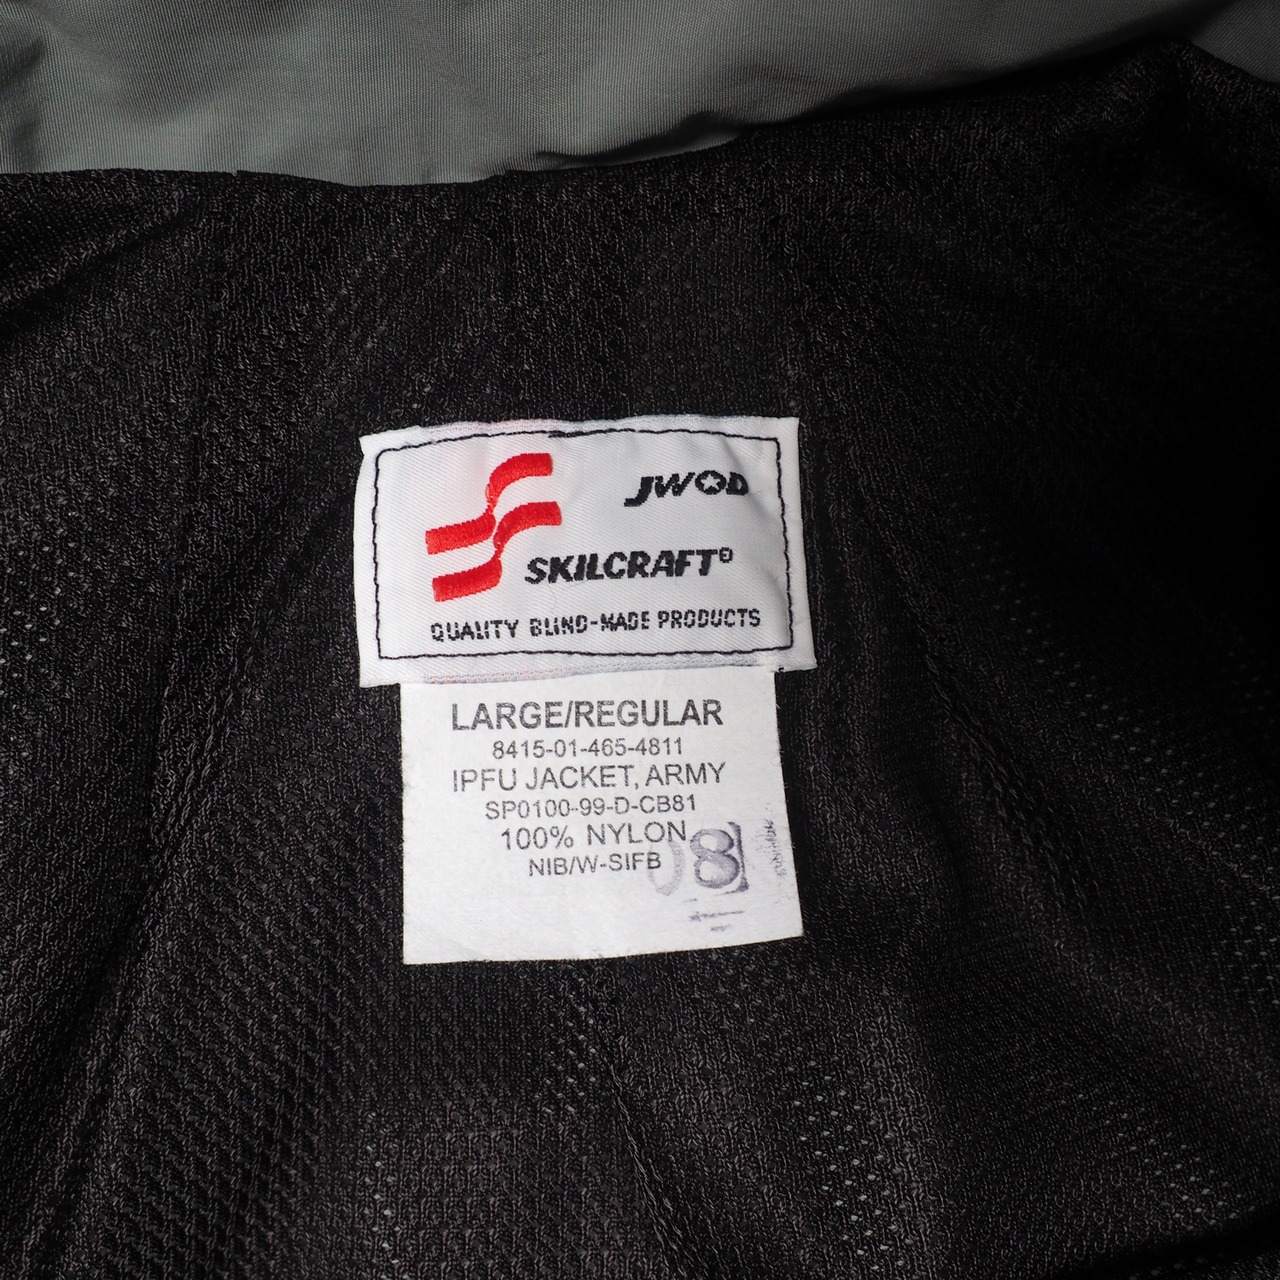 JWOD
SKILCRAFT®
QUALITY BLIND-MADE PRODUCTS
LARGE/REGULAR
8415-01-465-4811
IPFU JACKET, ARMY
SP0100-99-D-CB81
100% NYLON
NIB/W-SIFB
08